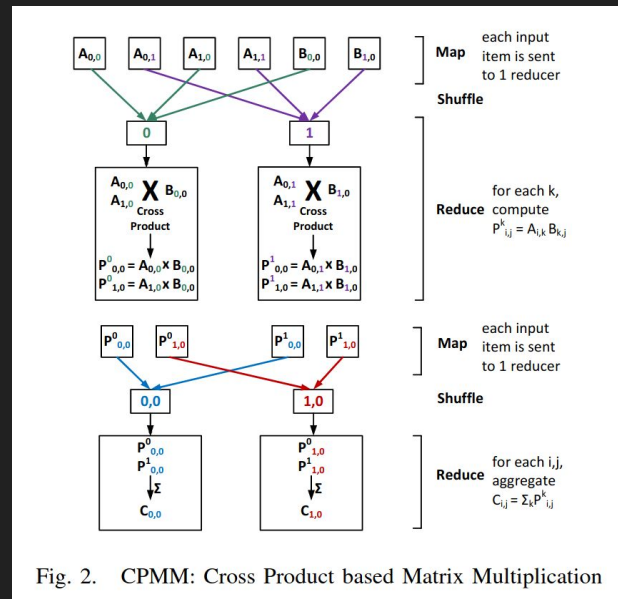 A0,0 A0,1 A1,0 A1,1 B0,0 B1,0
Map
each input
item is sent
to 1 reducer
Shuffle
0 1
A0,0
A1,0
X B0,0
Cross
Product
P⁰0,0 = A0,0 x B0,0
P⁰1,0 = A1,0 x B0,0
A0,1
A1,1
X B1,0
Cross
Product
P¹0,0 = A0,1 x B1,0
P¹1,0 = A1,1 x B1,0
Reduce
for each k,
compute
Pᵏi,j = Ai,k Bk,j
P⁰0,0 P⁰1,0 P¹0,0 P¹1,0
Map
each input
item is sent
to 1 reducer
0,0 1,0
Shuffle
P⁰0,0
P¹0,0
Σ
C0,0
P⁰1,0
P¹1,0
Σ
C1,0
Reduce
for each i,j,
aggregate
Ci,j = ΣkPᵏi,j
Fig. 2. CPMM: Cross Product based Matrix Multiplication